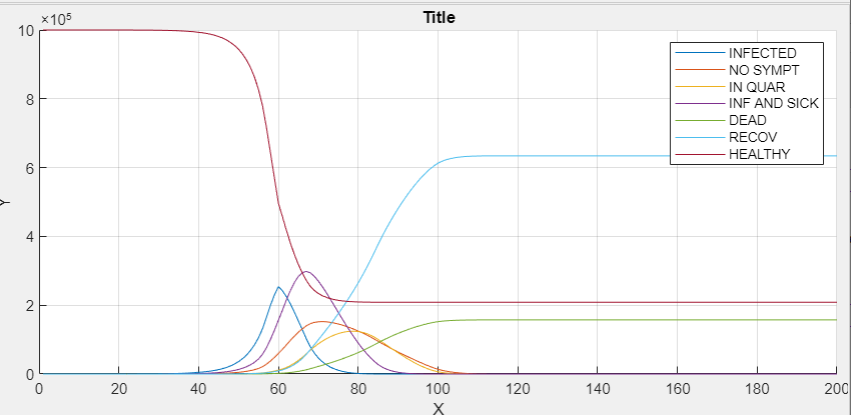 Title
×10⁵
10
8
6
4
2
0
Y
0 20 40 60 80 100 120 140 160 180 200
X
INFECTED
NO SYMPT
IN QUAR
INF AND SICK
DEAD
RECOV
HEALTHY